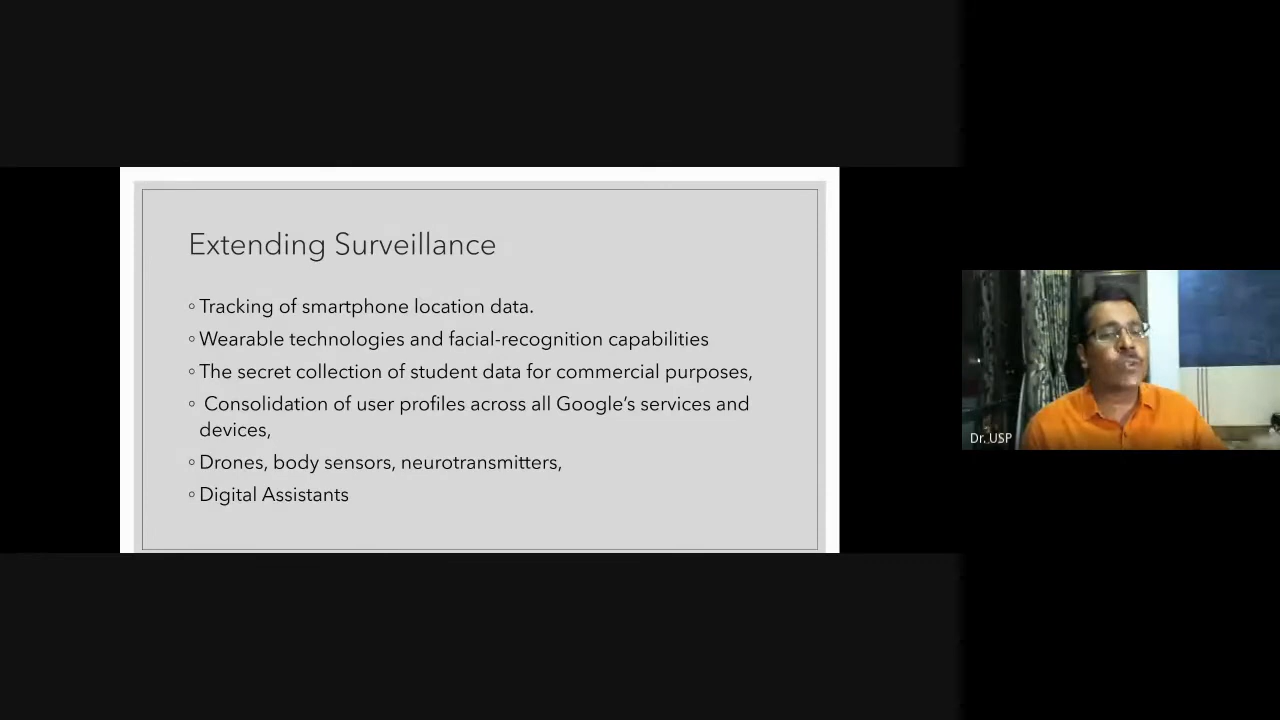 Extending Surveillance
◦ Tracking of smartphone location data.
◦ Wearable technologies and facial-recognition capabilities
◦ The secret collection of student data for commercial purposes,
◦ Consolidation of user profiles across all Google’s services and
devices,
◦ Drones, body sensors, neurotransmitters,
◦ Digital Assistants
Dr. USP